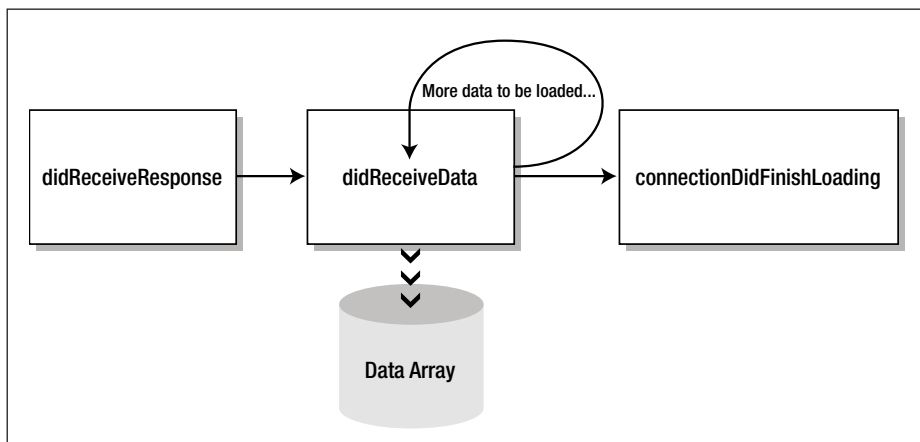 More data to be loaded...
didReceiveResponse
didReceiveData
connectionDidFinishLoading
Data Array